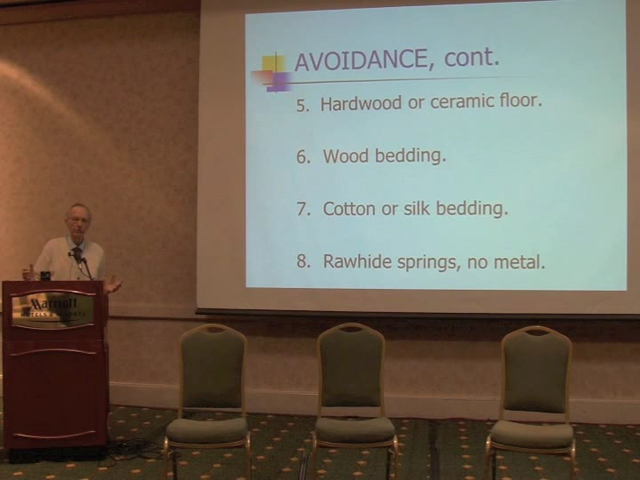 AVOIDANCE, cont.
5. Hardwood or ceramic floor.
6. Wood bedding.
7. Cotton or silk bedding.
8. Rawhide springs, no metal.
Marriott